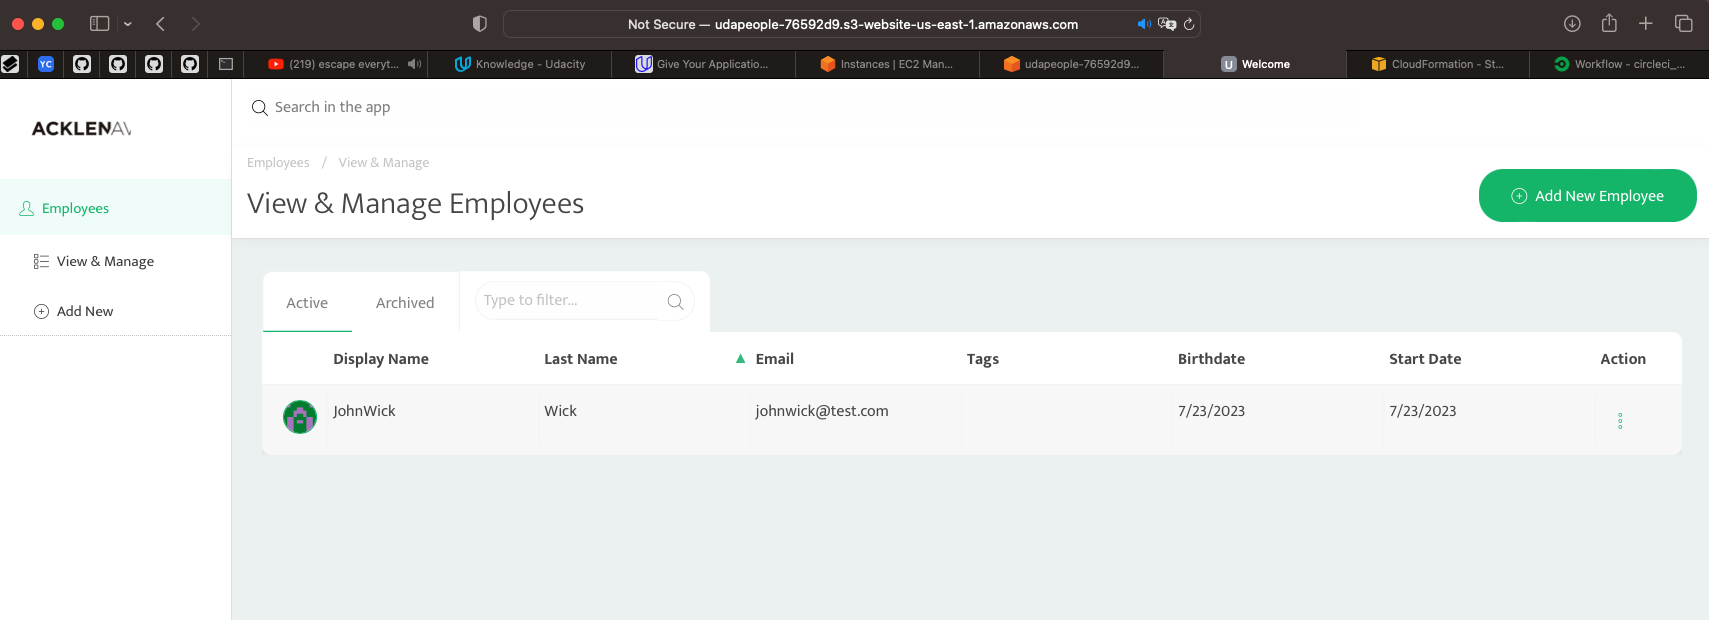 Not Secure — udapeople-76592d9.s3-website-us-east-1.amazonaws.com
YC
(219) escape everyt...
Knowledge - Udacity
Give Your Applicatio...
Instances | EC2 Man...
udapeople-76592d9...
U
Welcome
CloudFormation - St...
Workflow - circleci_...
ACKLENAV
Search in the app
Employees / View & Manage
View & Manage Employees
Add New Employee
Employees
View & Manage
Add New
Active
Archived
Type to filter...
Display Name
Last Name
▲ Email
Tags
Birthdate
Start Date
Action
JohnWick
Wick
johnwick@test.com
7/23/2023
7/23/2023